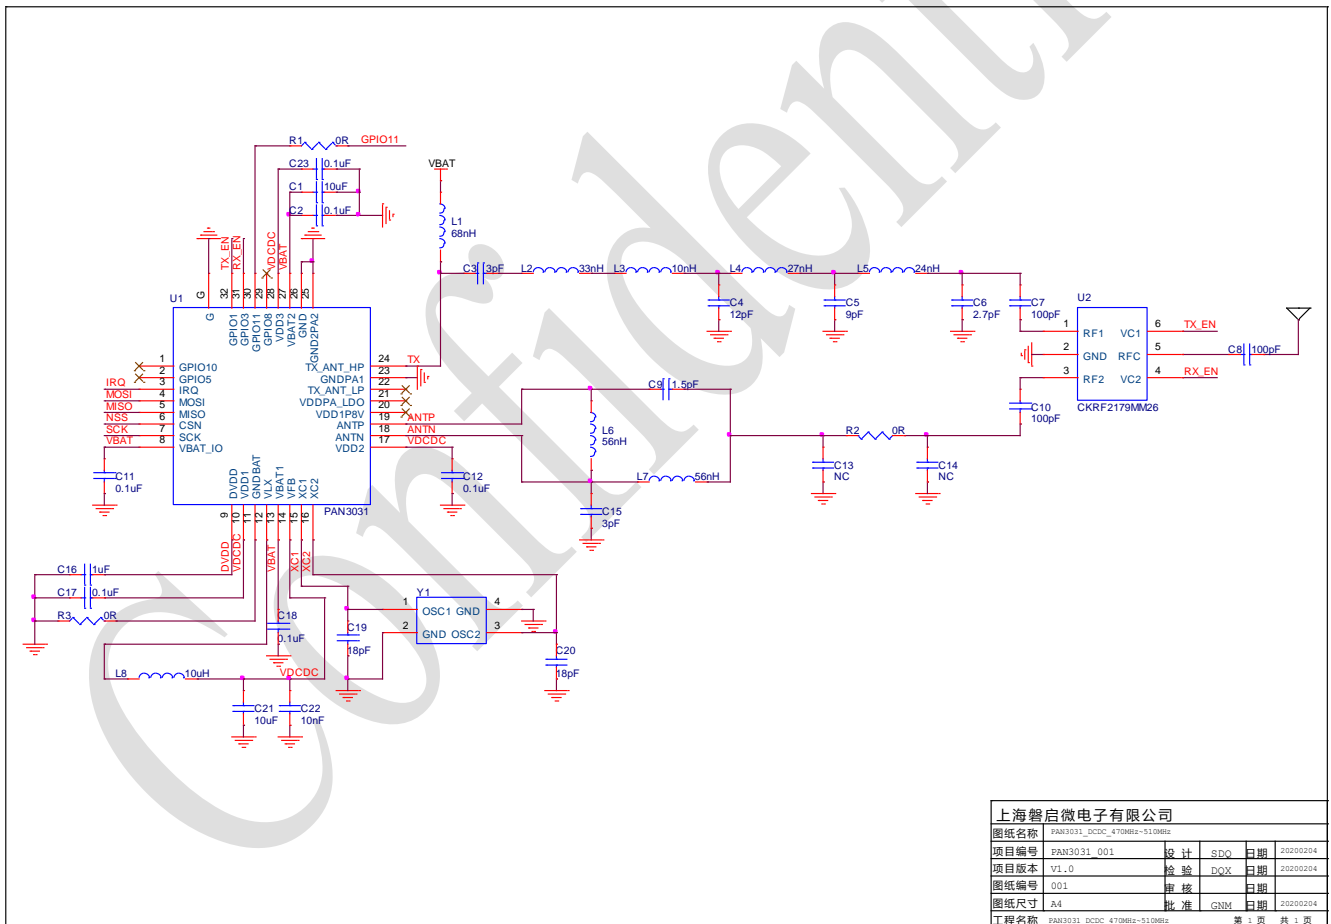 Confidenti
R1 0R GPIO11
C23 0.1uF
C1 10uF
C2 0.1uF
VBAT
L1
68nH
TX_EN
RX_EN
VDCDC
VBAT
G 32 31 30 29 28 27 26 25
U1
G
GPIO1
GPIO3
GPIO11
GPIO8
VDD3
VBAT2
GND
GND2PA2
C3 3pF L2 33nH L3 10nH L4 27nH L5 24nH
C4
12pF
C5
9pF
C6
2.7pF
C7
100pF
U2
1 RF1 VC1 6 TX_EN
2 GND RFC 5
3 RF2 VC2 4 RX_EN
CKRF2179MM26
C8 100pF
C10
100pF
1 GPIO10
2 GPIO5
IRQ 3 IRQ
MOSI 4 MOSI
MISO 5 MISO
NSS 6 CSN
SCK 7 SCK
VBAT 8 VBAT_IO
TX_ANT_HP 24 TX
GNDPA1 23
TX_ANT_LP 22
VDDPA_LDO 21
VDD1P8V 20
ANTP 19 ANTP
ANTN 18 ANTN
VDD2 17 VDCDC
C9 1.5pF
L6
56nH
L7 56nH
R2 0R
C13
NC
C14
NC
C15
3pF
C11
0.1uF
C12
0.1uF
DVDD
VDD1
GNDBAT
VLX
VBAT1
VFB
XC1
XC2
PAN3031
9 10 11 12 13 14 15 16
DVDD
VDCDC
VBAT
XC1
XC2
C16 1uF
C17 0.1uF
R3 0R
C18
0.1uF
Y1
1 OSC1 GND 4
2 GND OSC2 3
C19
18pF
C20
18pF
L8 10uH VDCDC
C21
10uF
C22
10nF
上海磐启微电子有限公司
图纸名称 PAN3031_DCDC_470MHz~510MHz
项目编号 PAN3031_001 设 计 SDQ 日期 20200204
项目版本 V1.0 检 验 DQX 日期 20200204
图纸编号 001 审 核 日期
图纸尺寸 A4 批 准 GNM 日期 20200204
工程名称 PAN3031_DCDC_470MHz~510MHz 第 1 页 共 1 页